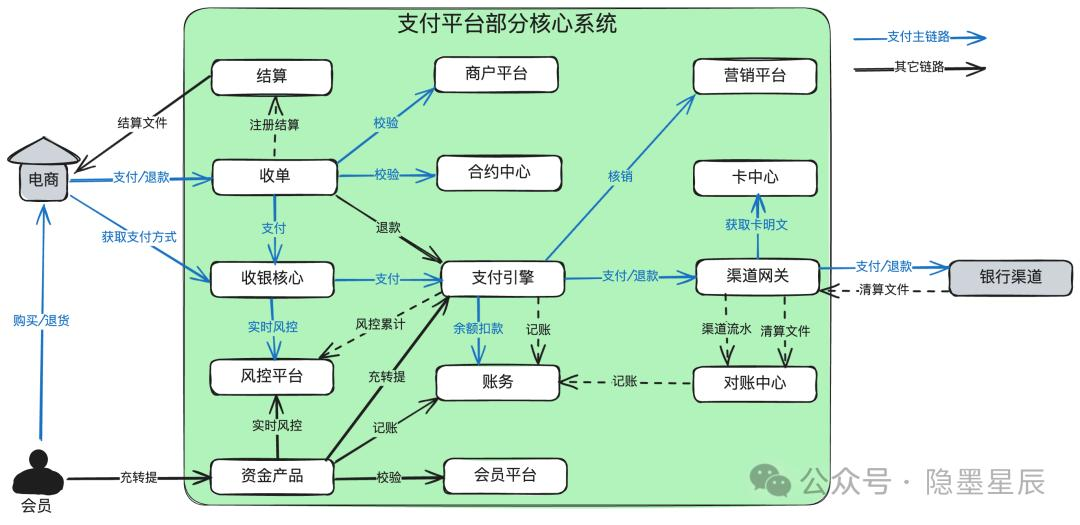 支付平台部分核心系统
支付主链路
其它链路
结算
商户平台
营销平台
结算文件
注册结算
校验
电商
支付/退款
收单
校验
合约中心
核销
卡中心
获取支付方式
支付
退款
获取卡明文
收银核心
支付
支付引擎
支付/退款
渠道网关
支付/退款
银行渠道
清算文件
购买/退货
实时风控
风控累计
余额扣款
记账
渠道流水
清算文件
风控平台
充转提
账务
记账
对账中心
实时风控
记账
会员
充转提
资金产品
校验
会员平台
公众号 · 隐墨星辰